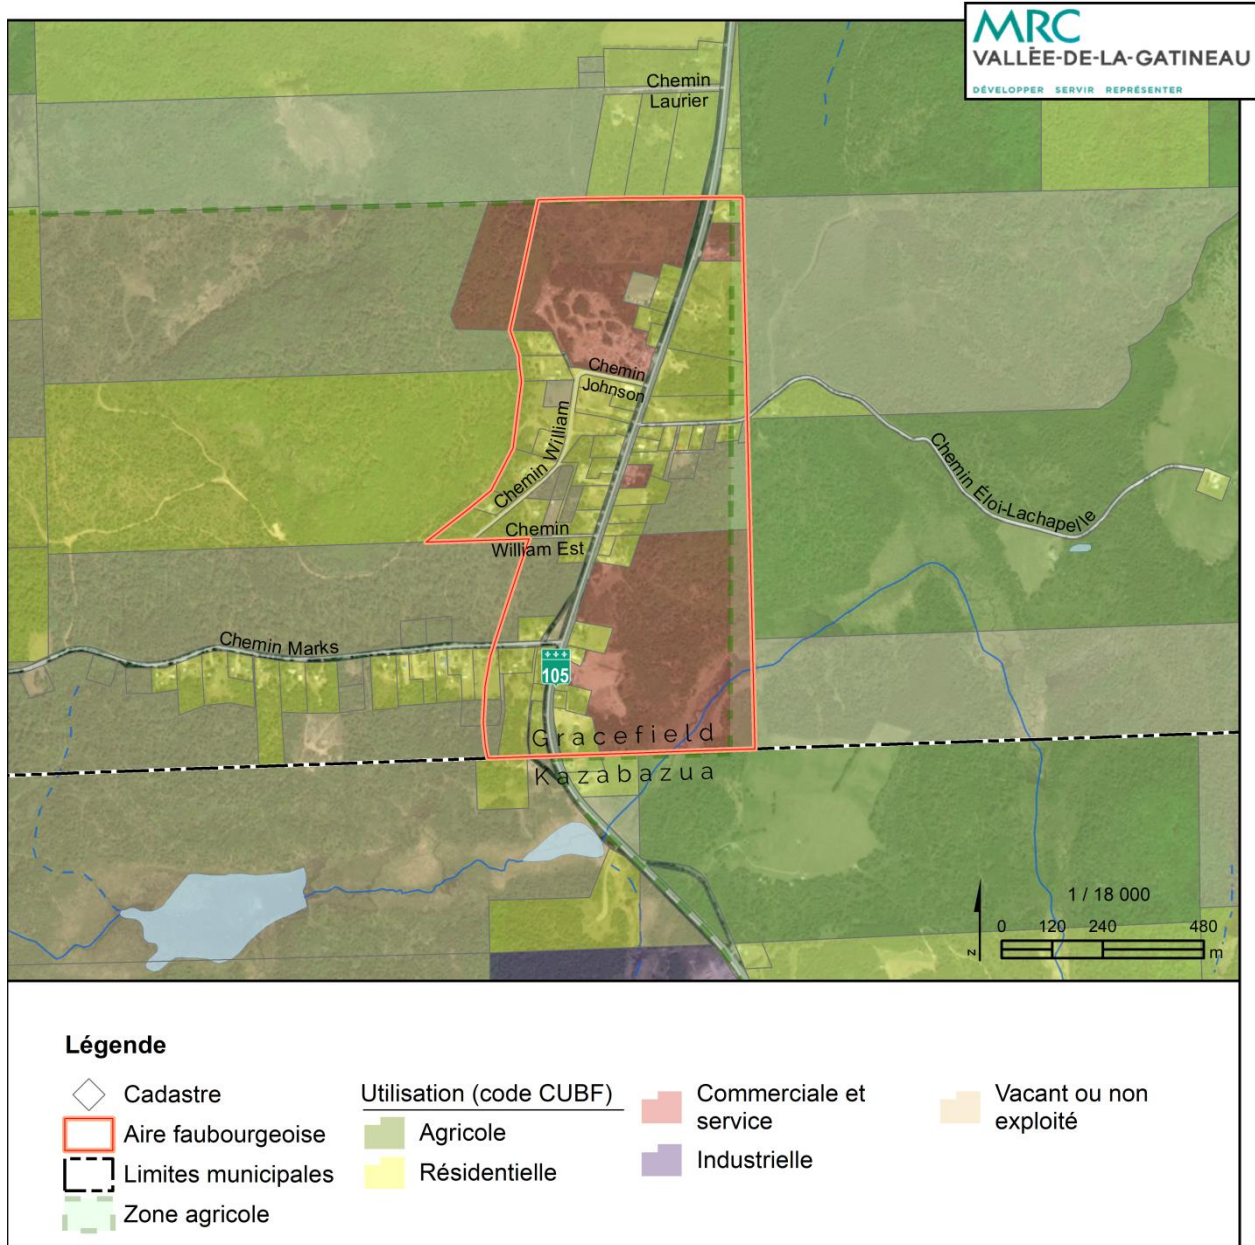 MRC
VALLÉE-DE-LA-GATINEAU
DÉVELOPPER SERVIR REPRÉSENTER
Chemin
Laurier
Chemin
Johnson
Chemin William
Chemin Éloi-Lachapelle
Chemin
William Est
Chemin Marks
105
Gracefield
Kazabazua
1 / 18 000
0 120 240 480
m
z
Légende
Cadastre
Aire faubourgeoise
Limites municipales
Zone agricole
Utilisation (code CUBF)
Agricole
Résidentielle
Commerciale et
service
Industrielle
Vacant ou non
exploité